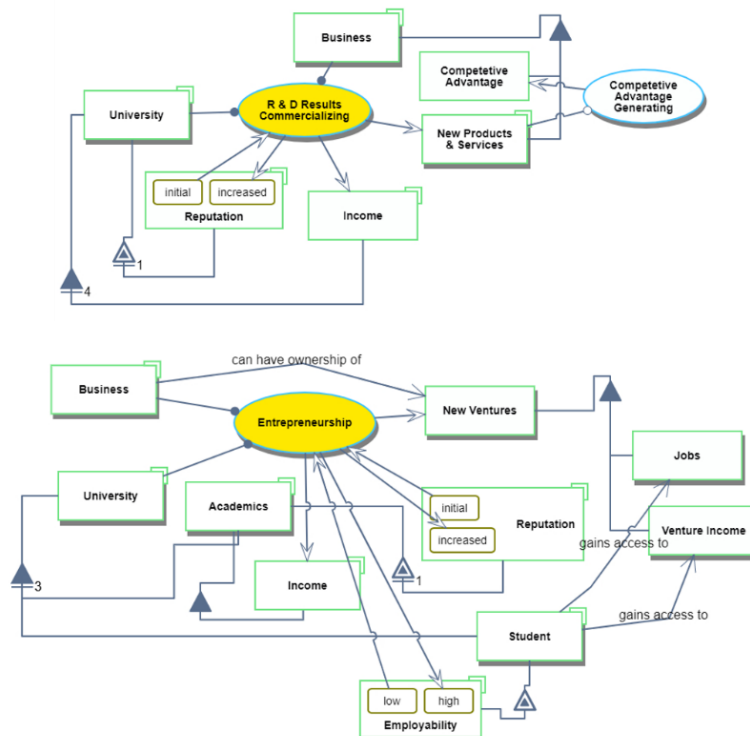 Business
Competetive
Advantage
Competetive
Advantage
Generating
R & D Results
Commercializing
University
New Products
& Services
initial
increased
Reputation
Income
1
4
can have ownership of
Business
New Ventures
Entrepreneurship
Jobs
University
Academics
initial
increased
Reputation
Venture Income
gains access to
3
Income
1
gains access to
Student
low
high
Employability